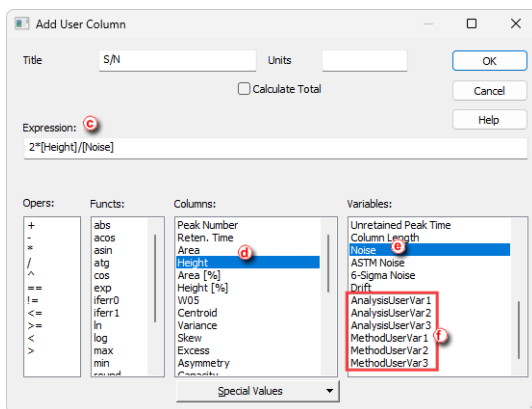 Add User Column
Title S/N Units OK
Calculate Total
Cancel
Expression: c Help
2*[Height]/[Noise]
Opers: Functs: Columns: Variables:
+ abs Peak Number Unretained Peak Time
- acos Reten. Time Column Length
* asin Area d Noise e
/ atg Height ASTM Noise
^ cos Area [%] 6-Sigma Noise
== exp Height [%] Drift
!= iferr0 W05 AnalysisUserVar1
<= iferr1 Centroid AnalysisUserVar2
>= ln Variance AnalysisUserVar3
< log Skew MethodUserVar1 f
> max Excess MethodUserVar2
min Asymmetry MethodUserVar3
round Capacity
Special Values